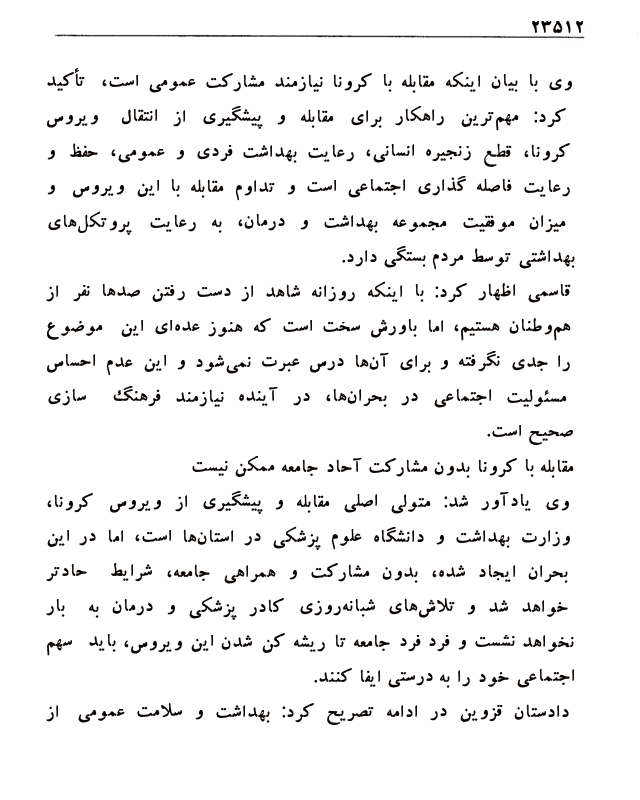 ۲۳۵۱۲
وی با بیان اینکه مقابله با کرونا نیازمند مشارکت عمومی است، تأکید
کرد: مهم‌ترین راهکار برای مقابله و پیشگیری از انتقال ویروس
کرونا، قطع زنجیره انسانی، رعایت بهداشت فردی و عمومی، حفظ و
رعایت فاصله گذاری اجتماعی است و تداوم مقابله با این ویروس و
میزان موفقیت مجموعه بهداشت و درمان، به رعایت پروتکل‌های
بهداشتی توسط مردم بستگی دارد.
قاسمی اظهار کرد: با اینکه روزانه شاهد از دست رفتن صدها نفر از
هم‌وطنان هستیم، اما باورش سخت است که هنوز عده‌ای این موضوع
را جدی نگرفته و برای آن‌ها درس عبرت نمی‌شود و این عدم احساس
مسئولیت اجتماعی در بحران‌ها، در آینده نیازمند فرهنگ سازی
صحیح است.
مقابله با کرونا بدون مشارکت آحاد جامعه ممکن نیست
وی یادآور شد: متولی اصلی مقابله و پیشگیری از ویروس کرونا،
وزارت بهداشت و دانشگاه علوم پزشکی در استان‌ها است، اما در این
بحران ایجاد شده، بدون مشارکت و همراهی جامعه، شرایط حادتر
خواهد شد و تلاش‌های شبانه‌روزی کادر پزشکی و درمان به بار
نخواهد نشست و فرد فرد جامعه تا ریشه کن شدن این ویروس، باید سهم
اجتماعی خود را به درستی ایفا کنند.
دادستان قزوین در ادامه تصریح کرد: بهداشت و سلامت عمومی از